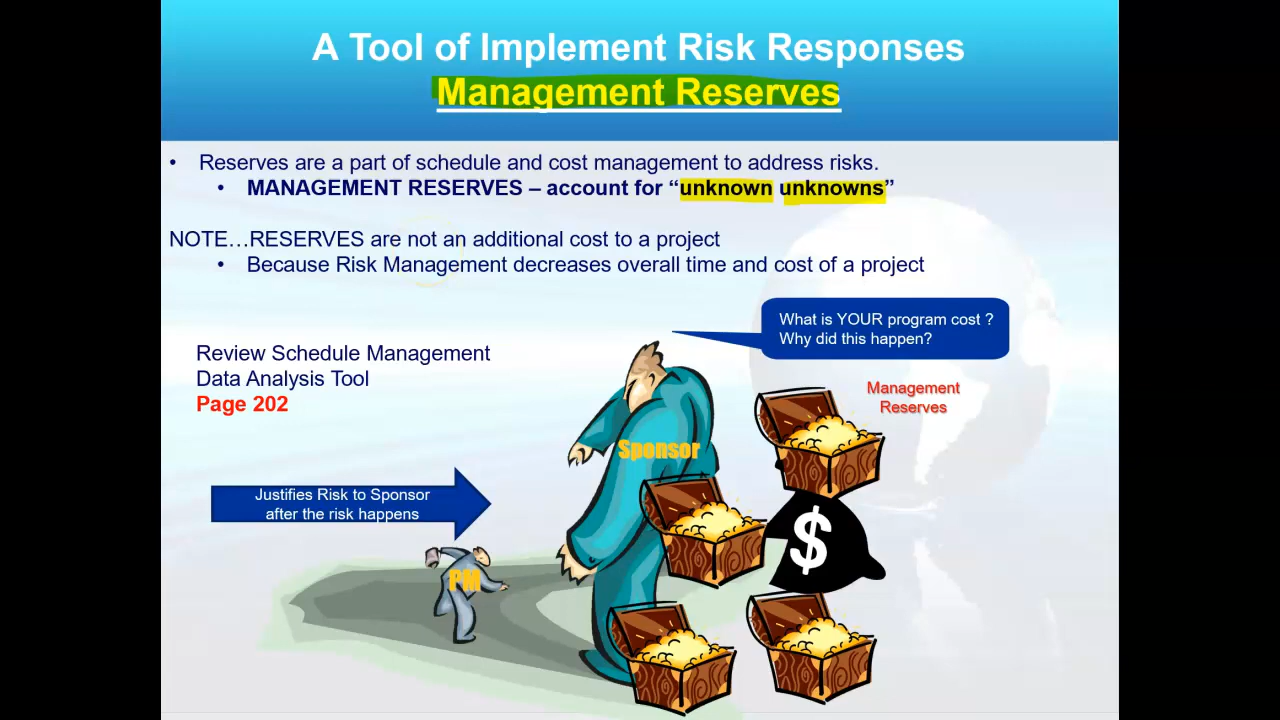 A Tool of Implement Risk Responses
Management Reserves
• Reserves are a part of schedule and cost management to address risks.
• MANAGEMENT RESERVES – account for “unknown unknowns”
NOTE…RESERVES are not an additional cost to a project
• Because Risk Management decreases overall time and cost of a project
What is YOUR program cost ?
Why did this happen?
Review Schedule Management
Data Analysis Tool
Page 202
Management
Reserves
Sponsor
Justifies Risk to Sponsor
after the risk happens
$
PM